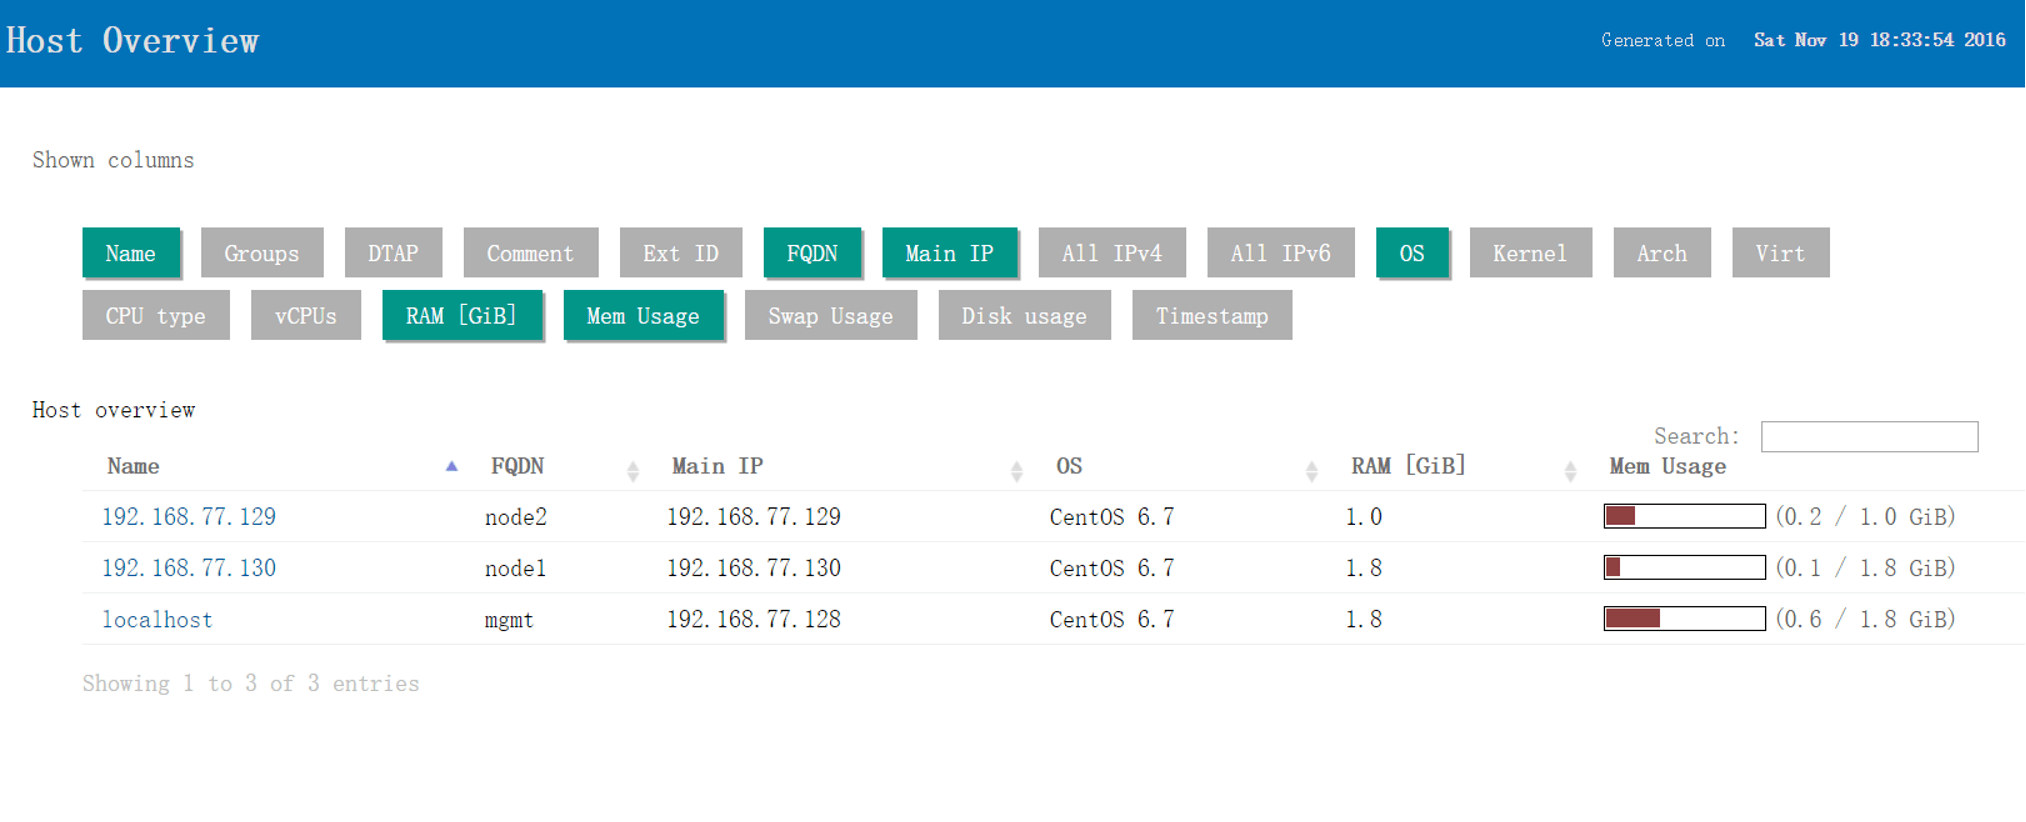 Host Overview Generated on Sat Nov 19 18:33:54 2016
Shown columns
Name Groups DTAP Comment Ext ID FQDN Main IP All IPv4 All IPv6 OS Kernel Arch Virt
CPU type vCPUs RAM [GiB] Mem Usage Swap Usage Disk usage Timestamp
Host overview
Search:
Name FQDN Main IP OS RAM [GiB] Mem Usage
192.168.77.129 node2 192.168.77.129 CentOS 6.7 1.0 (0.2 / 1.0 GiB)
192.168.77.130 node1 192.168.77.130 CentOS 6.7 1.8 (0.1 / 1.8 GiB)
localhost mgmt 192.168.77.128 CentOS 6.7 1.8 (0.6 / 1.8 GiB)
Showing 1 to 3 of 3 entries